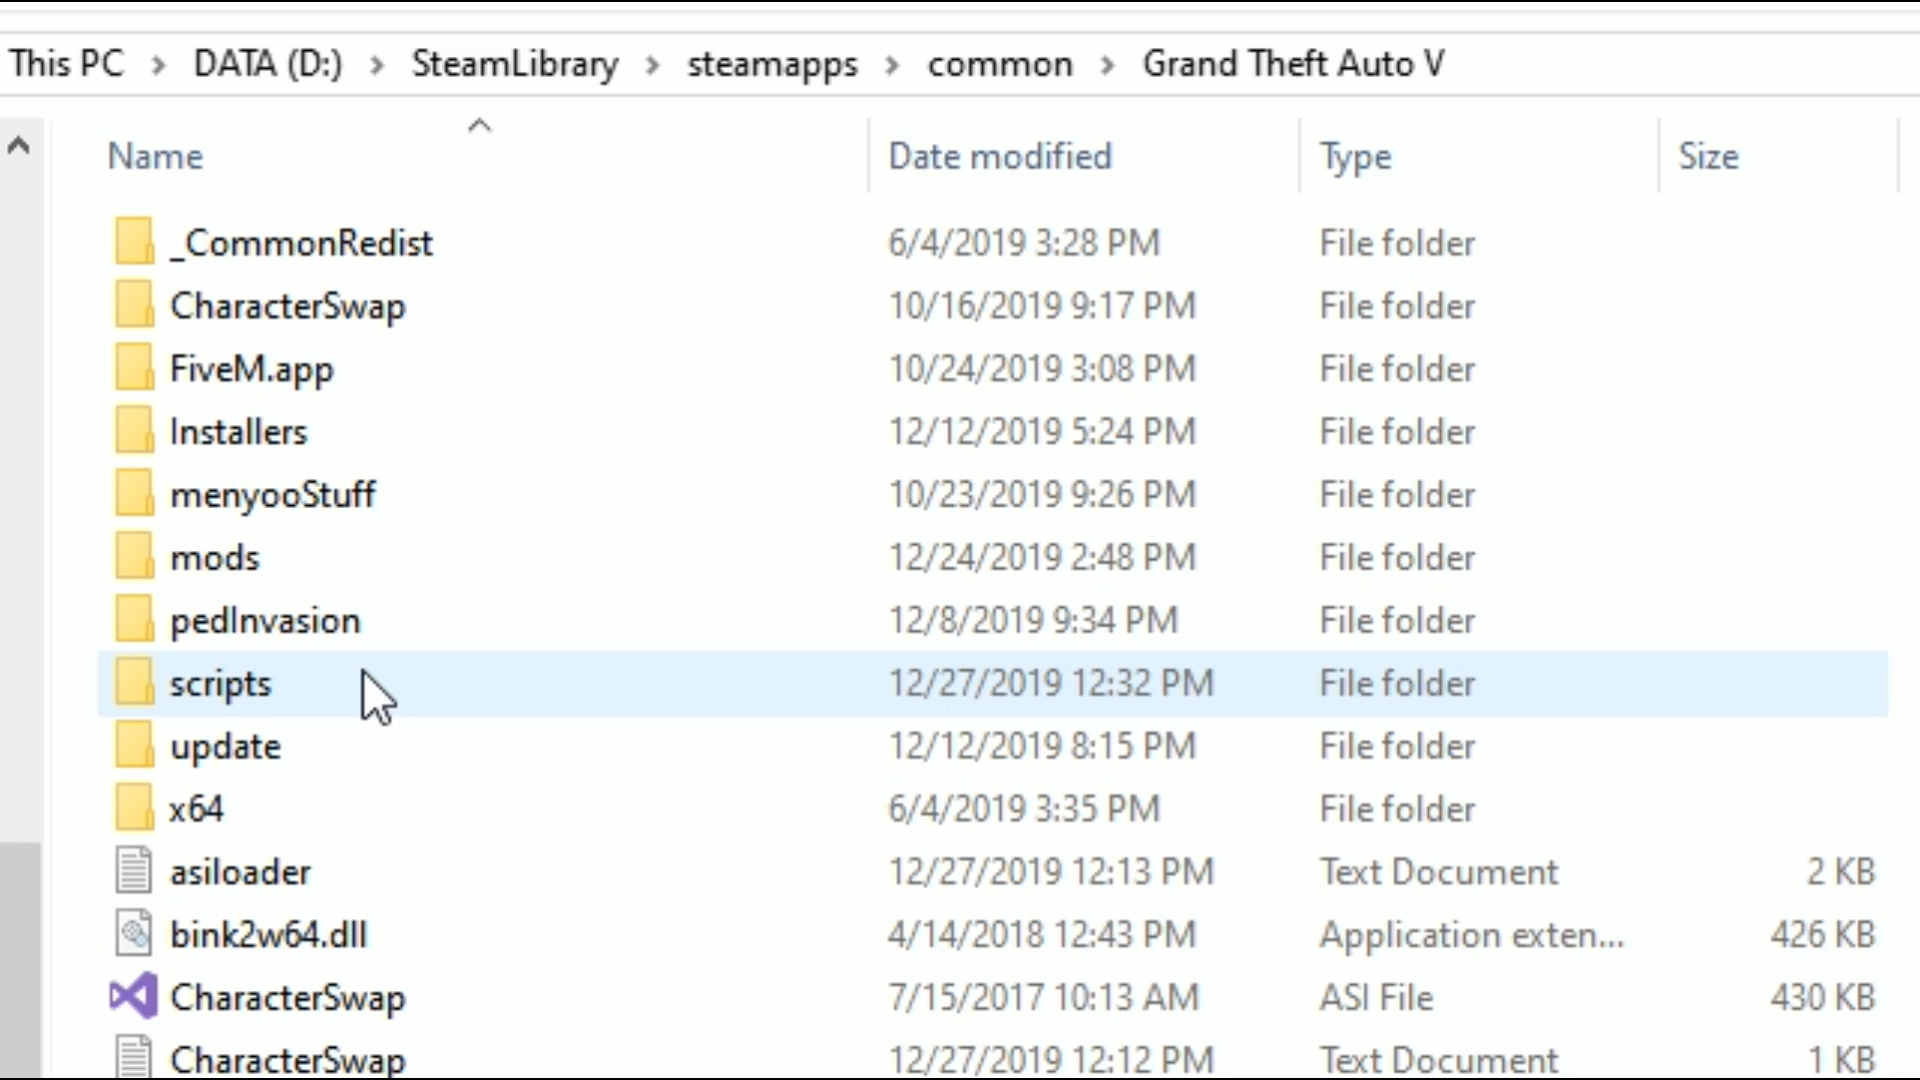 This PC > DATA (D:) > SteamLibrary > steamapps > common > Grand Theft Auto V
Name Date modified Type Size
_CommonRedist 6/4/2019 3:28 PM File folder
CharacterSwap 10/16/2019 9:17 PM File folder
FiveM.app 10/24/2019 3:08 PM File folder
Installers 12/12/2019 5:24 PM File folder
menyooStuff 10/23/2019 9:26 PM File folder
mods 12/24/2019 2:48 PM File folder
pedInvasion 12/8/2019 9:34 PM File folder
scripts 12/27/2019 12:32 PM File folder
update 12/12/2019 8:15 PM File folder
x64 6/4/2019 3:35 PM File folder
asiloader 12/27/2019 12:13 PM Text Document 2 KB
bink2w64.dll 4/14/2018 12:43 PM Application exten... 426 KB
CharacterSwap 7/15/2017 10:13 AM ASI File 430 KB
CharacterSwap 12/27/2019 12:12 PM Text Document 1 KB